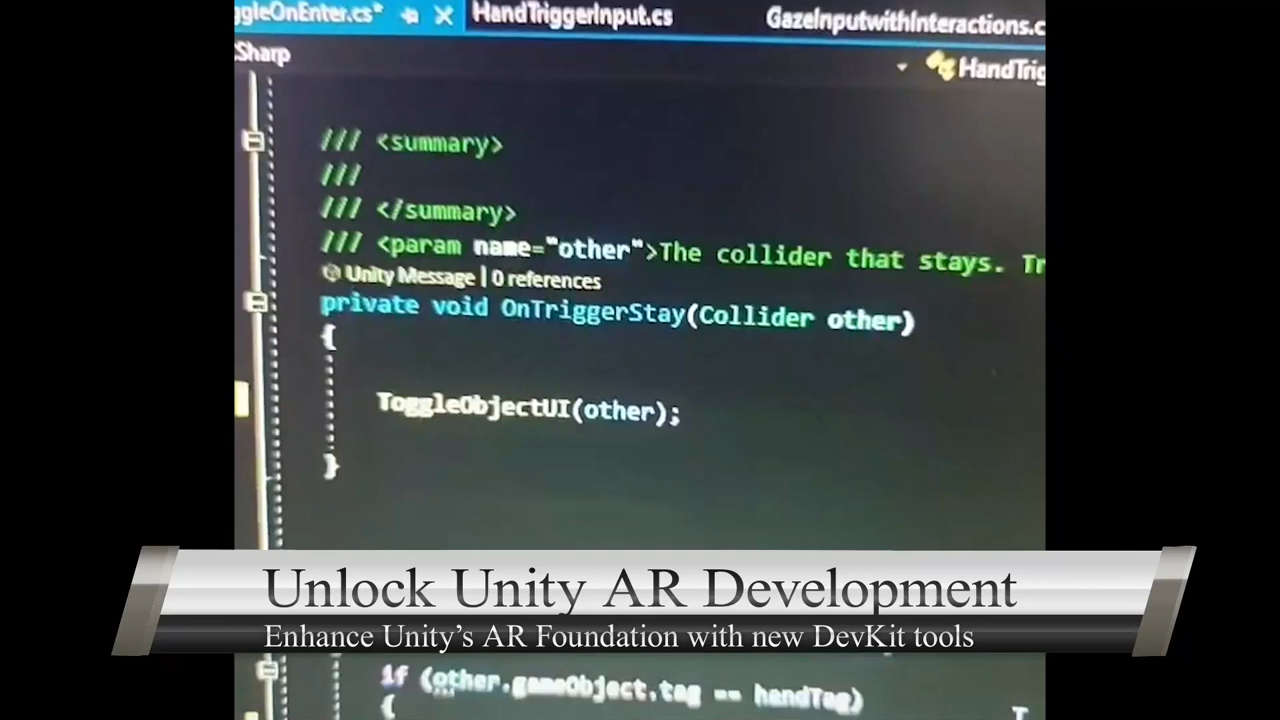 ggleOnEnter.cs* HandTriggerInput.cs GazeInputwithInteractions.c
Sharp HandTrig
/// <summary>
///
/// </summary>
/// <param name="other">The collider that stays. Tr
Unity Message | 0 references
private void OnTriggerStay(Collider other)
{
ToggleObjectUI(other);
}
Unlock Unity AR Development
Enhance Unity's AR Foundation with new DevKit tools
if (other.gameObject.tag == handTag)
{